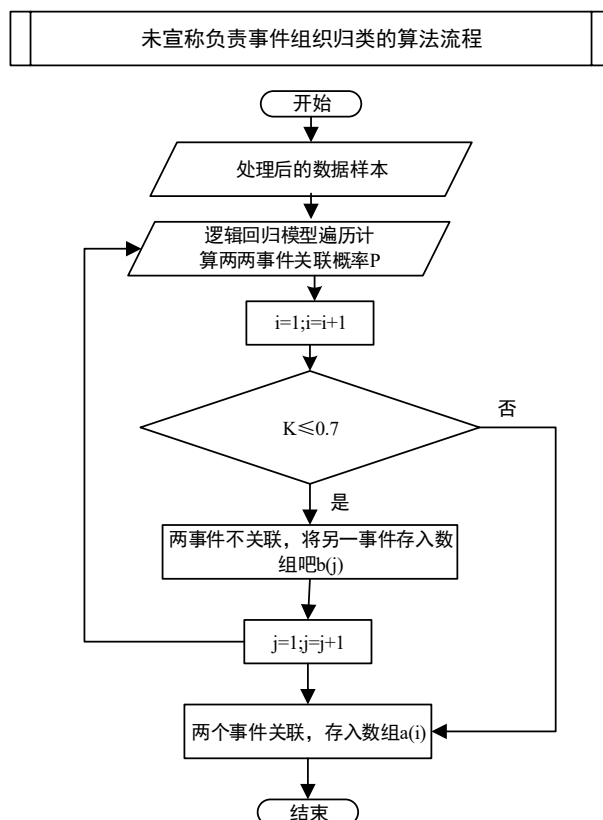 未宣称负责事件组织归类的算法流程
开始
处理后的数据样本
逻辑回归模型遍历计
算两两事件关联概率P
i=1;i=i+1
K≤0.7
否
是
两事件不关联，将另一事件存入数
组吧b(j)
j=1;j=j+1
两个事件关联，存入数组a(i)
结束